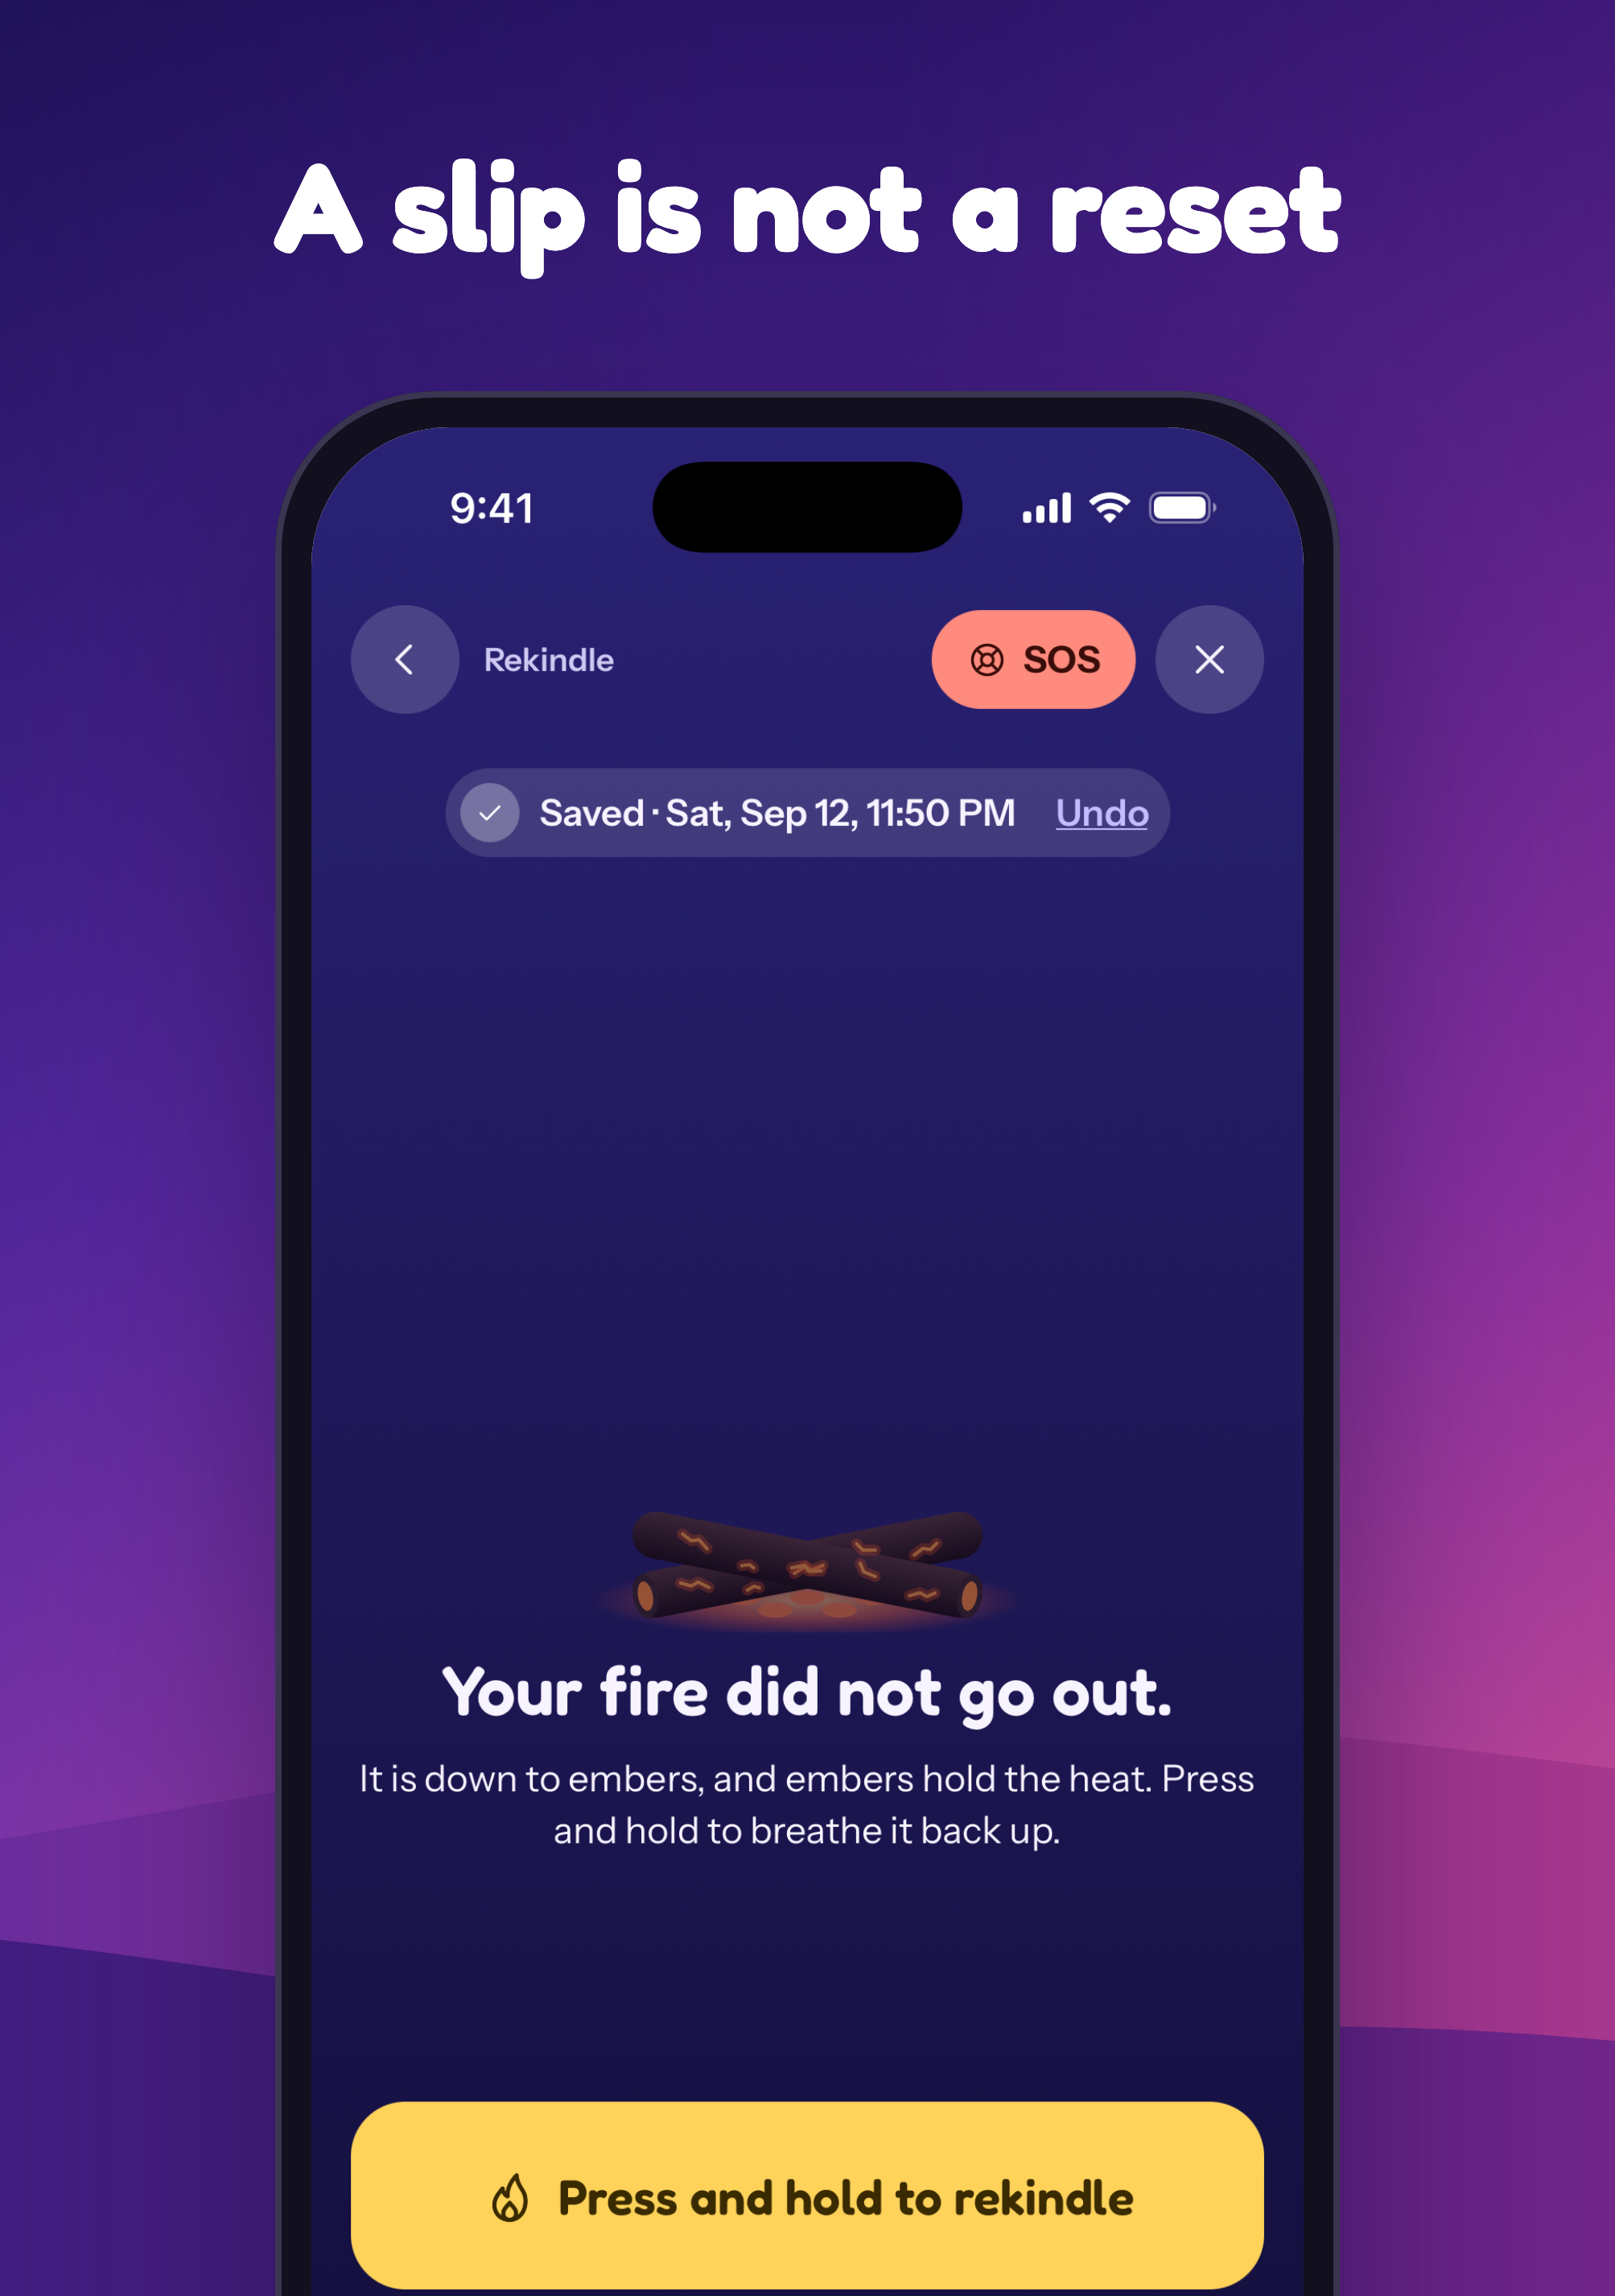 A slip is not a reset
9:41
Rekindle
SOS
Saved · Sat, Sep 12, 11:50 PM
Undo
Your fire did not go out.
It is down to embers, and embers hold the heat. Press
and hold to breathe it back up.
Press and hold to rekindle